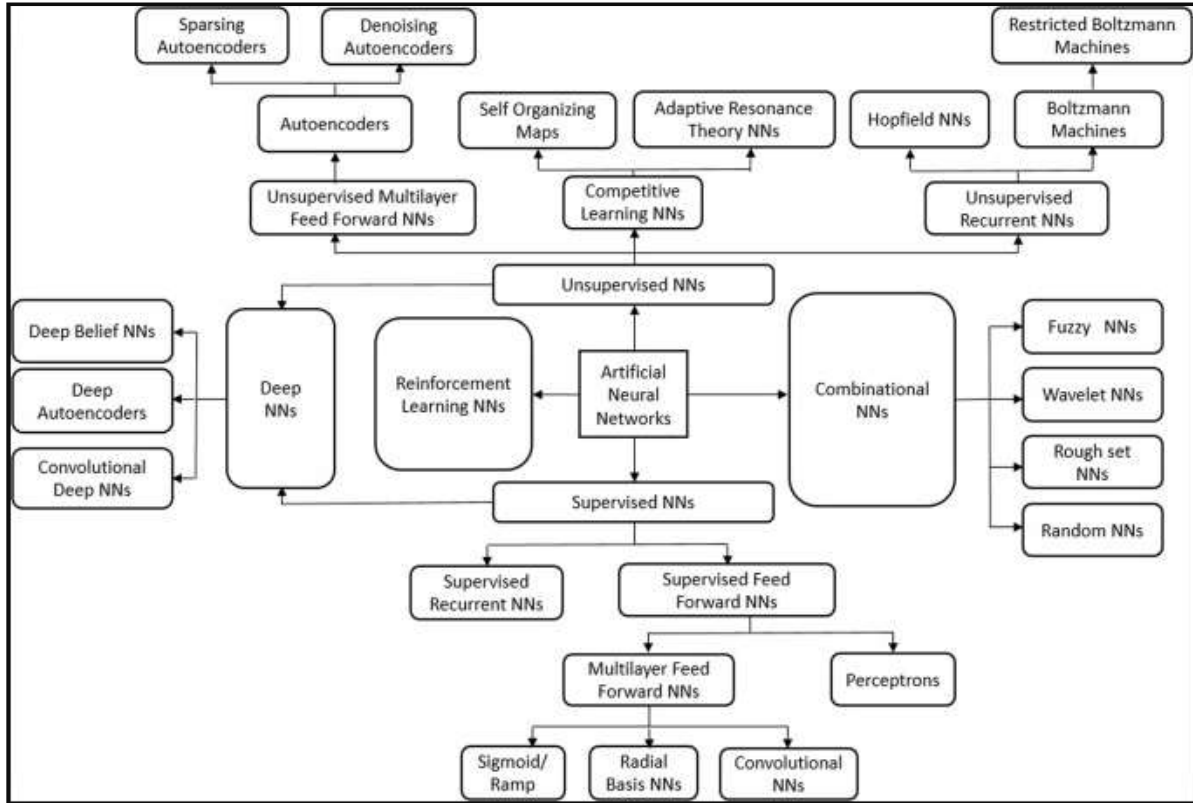 Sparsing
Autoencoders
Denoising
Autoencoders
Restricted Boltzmann
Machines
Autoencoders
Self Organizing
Maps
Adaptive Resonance
Theory NNs
Hopfield NNs
Boltzmann
Machines
Unsupervised Multilayer
Feed Forward NNs
Competitive
Learning NNs
Unsupervised
Recurrent NNs
Unsupervised NNs
Deep Belief NNs
Deep
Autoencoders
Convolutional
Deep NNs
Deep
NNs
Reinforcement
Learning NNs
Artificial
Neural
Networks
Combinational
NNs
Fuzzy NNs
Wavelet NNs
Rough set
NNs
Random NNs
Supervised NNs
Supervised
Recurrent NNs
Supervised Feed
Forward NNs
Multilayer Feed
Forward NNs
Perceptrons
Sigmoid/
Ramp
Radial
Basis NNs
Convolutional
NNs